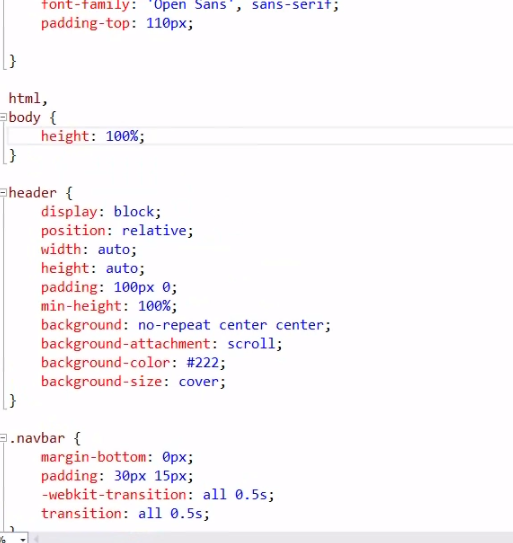 font-family: 'Open Sans', sans-serif;
padding-top: 110px;
}
html,
body {
height: 100%;
}
header {
display: block;
position: relative;
width: auto;
height: auto;
padding: 100px 0;
min-height: 100%;
background: no-repeat center center;
background-attachment: scroll;
background-color: #222;
background-size: cover;
}
.navbar {
margin-bottom: 0px;
padding: 30px 15px;
-webkit-transition: all 0.5s;
transition: all 0.5s;
}
%